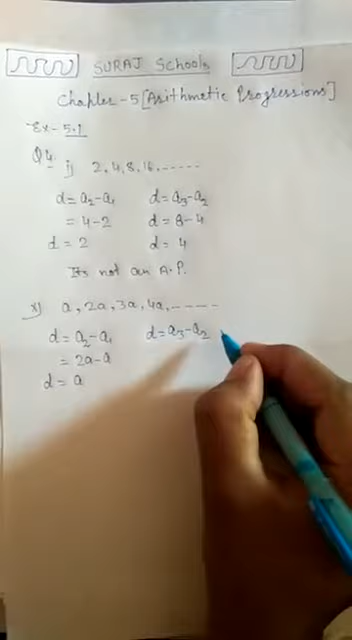 SURAJ Schools
Chapter-5 [Arithmetic Progressions]
Ex-5.1
Q4. i) 2, 4, 8, 16, -----
d = a₂-a₁ d = a₃-a₂
= 4-2 d = 8-4
d = 2 d = 4
Its not an A.P.
x) a, 2a, 3a, 4a, ----
d = a₂-a₁ d = a₃-a₂
= 2a-a
d = a